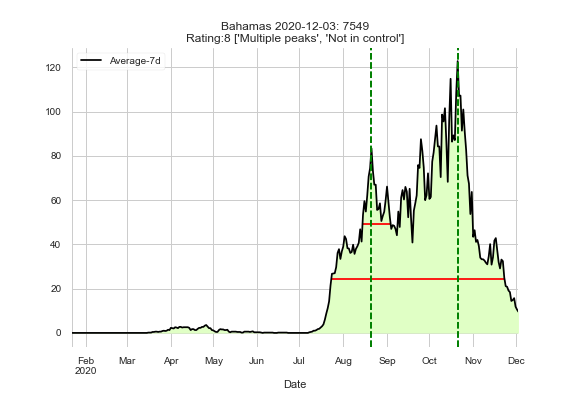 Bahamas 2020-12-03: 7549
Rating:8 ['Multiple peaks', 'Not in control']
Average-7d
120
100
80
60
40
20
0
Feb Mar Apr May Jun Jul Aug Sep Oct Nov Dec
2020
Date